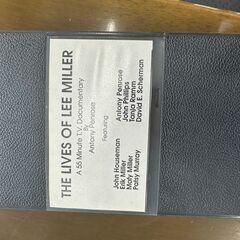 THE LIVES OF LEE MILLER
A 55 Minute T.V. Documentary
By
Antony Penrose
Featuring
John Houseman
Erik Miller
Mafy Miller
Patsy Murray
Antony Penrose
John Phillips
Tanja Ramm
David E. Scherman